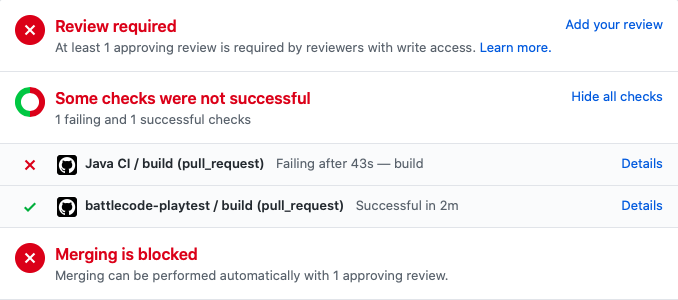 Review required
Add your review
At least 1 approving review is required by reviewers with write access. Learn more.
Some checks were not successful
Hide all checks
1 failing and 1 successful checks
Java CI / build (pull_request) Failing after 43s — build
Details
battlecode-playtest / build (pull_request) Successful in 2m
Details
Merging is blocked
Merging can be performed automatically with 1 approving review.